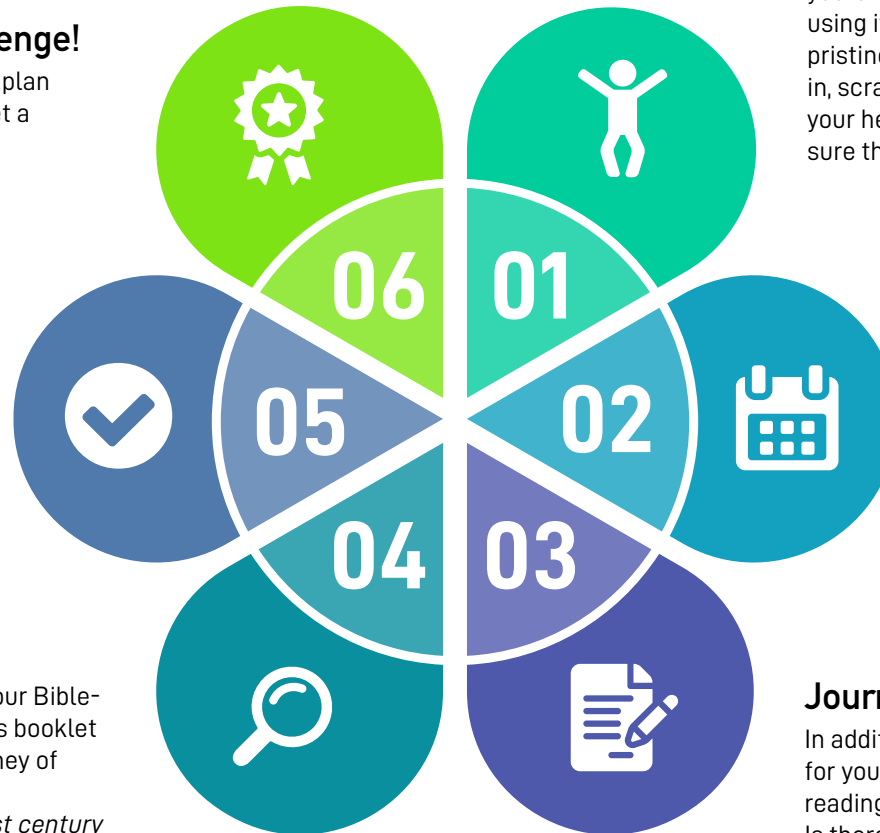 enge!
plan
t a
using i
pristin
in, scra
your he
sure th
06
01
05
02
04
03
our Bible-
s booklet
ney of
st century
Journ
In addit
for you
reading